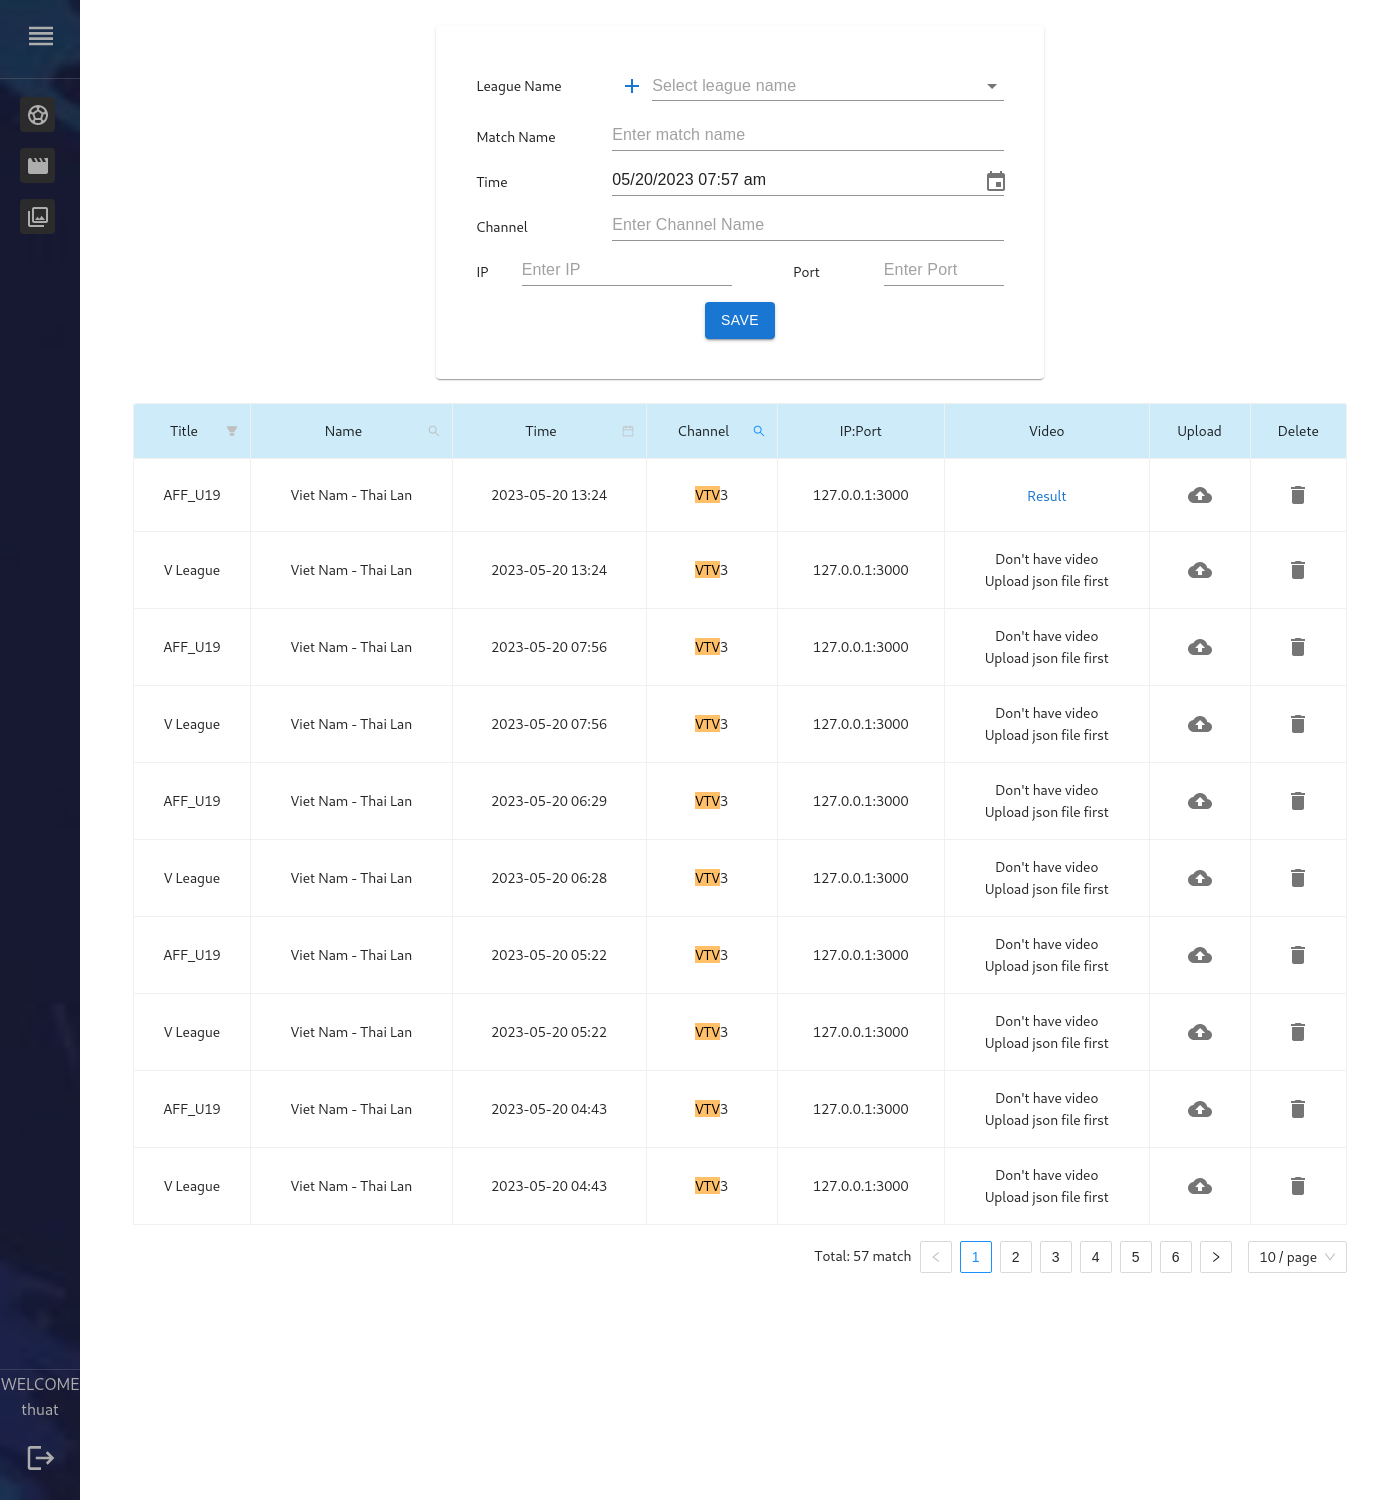 League Name Select league name
Match Name Enter match name
Time 05/20/2023 07:57 am
Channel Enter Channel Name
IP Enter IP Port Enter Port
SAVE
Title Name Time Channel IP:Port Video Upload Delete
AFF_U19 Viet Nam - Thai Lan 2023-05-20 13:24 VTV3 127.0.0.1:3000 Result
V League Viet Nam - Thai Lan 2023-05-20 13:24 VTV3 127.0.0.1:3000 Don't have video
Upload json file first
AFF_U19 Viet Nam - Thai Lan 2023-05-20 07:56 VTV3 127.0.0.1:3000 Don't have video
Upload json file first
V League Viet Nam - Thai Lan 2023-05-20 07:56 VTV3 127.0.0.1:3000 Don't have video
Upload json file first
AFF_U19 Viet Nam - Thai Lan 2023-05-20 06:29 VTV3 127.0.0.1:3000 Don't have video
Upload json file first
V League Viet Nam - Thai Lan 2023-05-20 06:28 VTV3 127.0.0.1:3000 Don't have video
Upload json file first
AFF_U19 Viet Nam - Thai Lan 2023-05-20 05:22 VTV3 127.0.0.1:3000 Don't have video
Upload json file first
V League Viet Nam - Thai Lan 2023-05-20 05:22 VTV3 127.0.0.1:3000 Don't have video
Upload json file first
AFF_U19 Viet Nam - Thai Lan 2023-05-20 04:43 VTV3 127.0.0.1:3000 Don't have video
Upload json file first
V League Viet Nam - Thai Lan 2023-05-20 04:43 VTV3 127.0.0.1:3000 Don't have video
Upload json file first
Total: 57 match < 1 2 3 4 5 6 > 10 / page
WELCOME
thuat